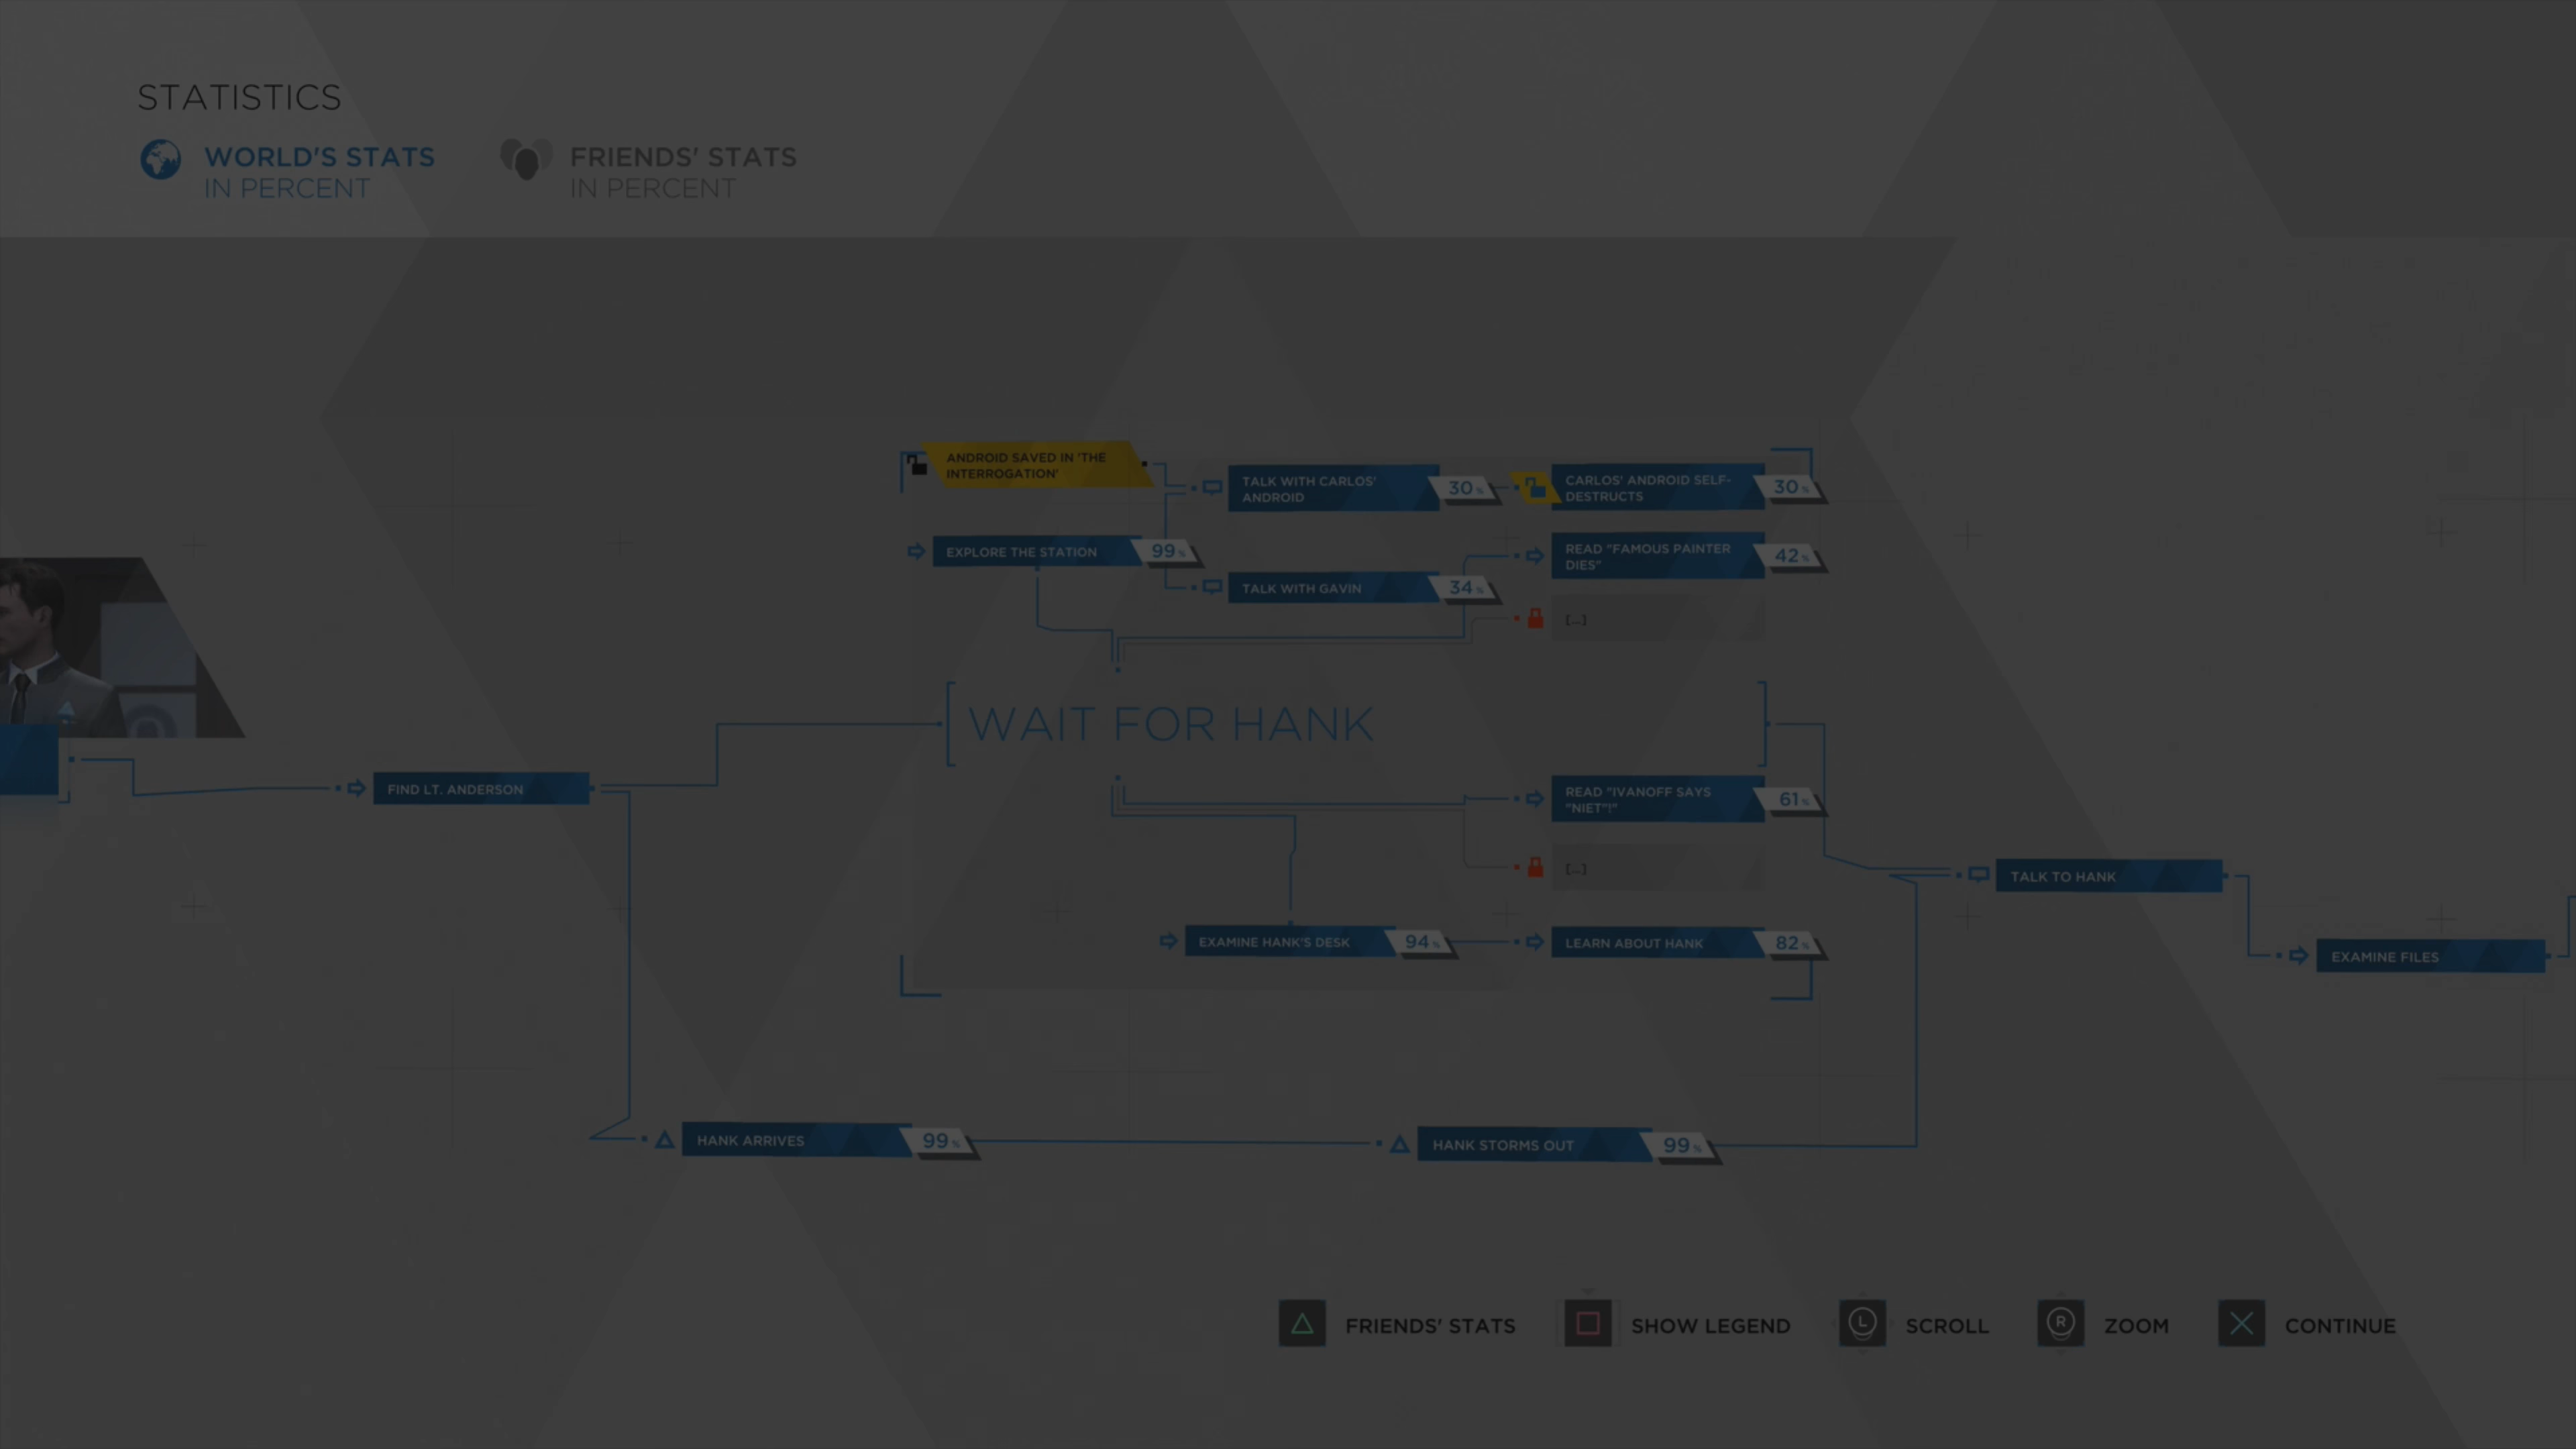 STATISTICS
WORLD'S STATS
IN PERCENT
FRIENDS' STATS
IN PERCENT
ANDROID SAVED IN 'THE
INTERROGATION'
TALK WITH CARLOS'
ANDROID
30%
CARLOS' ANDROID SELF-
DESTRUCTS
30%
EXPLORE THE STATION
99%
READ "FAMOUS PAINTER
DIES"
42%
TALK WITH GAVIN
34%
[...]
WAIT FOR HANK
FIND LT. ANDERSON
READ "IVANOFF SAYS
"NIET"!"
61%
[...]
TALK TO HANK
EXAMINE HANK'S DESK
94%
LEARN ABOUT HANK
82%
EXAMINE FILES
HANK ARRIVES
99%
HANK STORMS OUT
99%
FRIENDS' STATS
SHOW LEGEND
L
SCROLL
R
ZOOM
CONTINUE